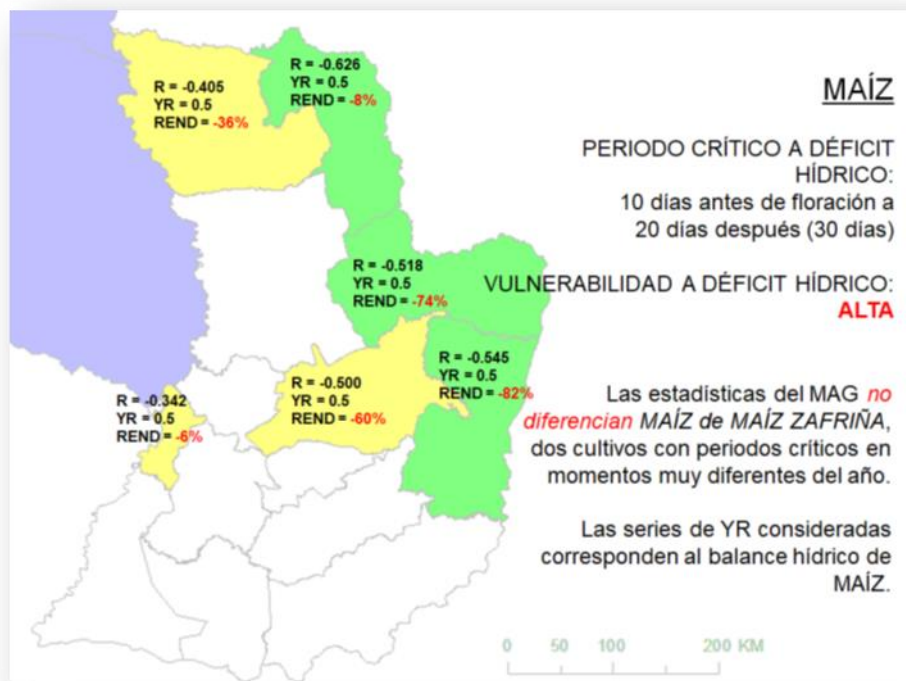 R = -0.405
YR = 0.5
REND = -36%
R = -0.626
YR = 0.5
REND = -8%
R = -0.518
YR = 0.5
REND = -74%
R = -0.545
YR = 0.5
REND = -82%
R = -0.500
YR = 0.5
REND = -60%
R = -0.342
YR = 0.5
REND = -6%
MAÍZ
PERIODO CRÍTICO A DÉFICIT
HÍDRICO:
10 días antes de floración a
20 días después (30 días)
VULNERABILIDAD A DÉFICIT HÍDRICO:
ALTA
Las estadísticas del MAG no
diferencian MAÍZ de MAÍZ ZAFRIÑA,
dos cultivos con periodos críticos en
momentos muy diferentes del año.
Las series de YR consideradas
corresponden al balance hídrico de
MAÍZ.
0 50 100 200 KM